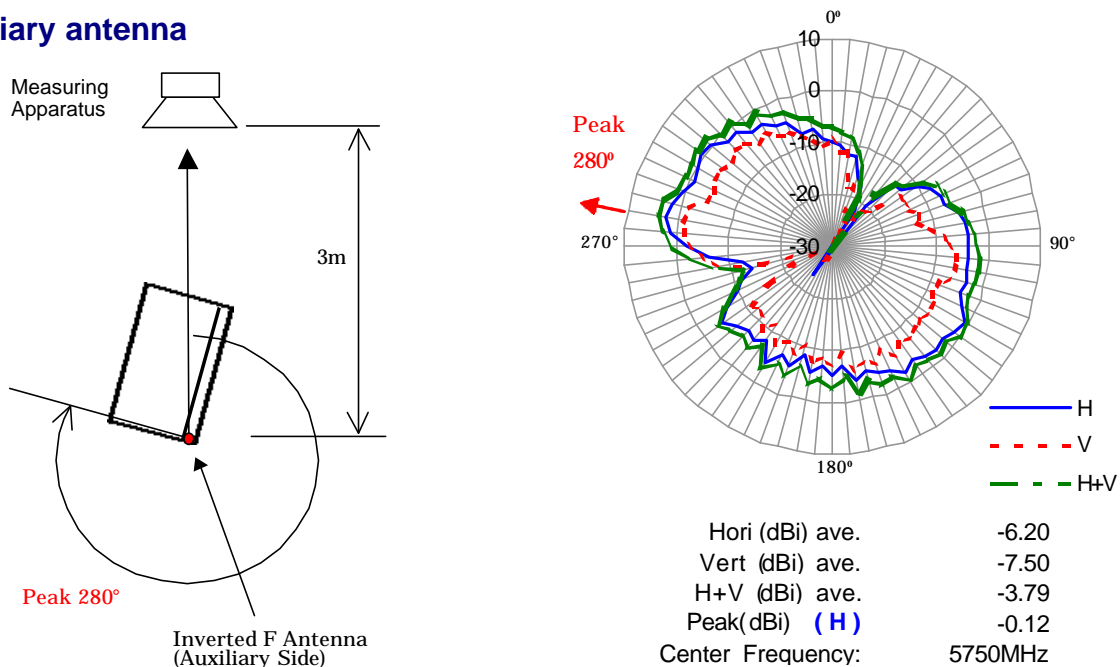 iary antenna
Measuring
Apparatus
3m
Peak 280°
Inverted F Antenna
(Auxiliary Side)
0°
10
0
-10
-20
-30
Peak
280°
270°
90°
180°
H
V
H+V
Hori (dBi) ave. -6.20
Vert (dBi) ave. -7.50
H+V (dBi) ave. -3.79
Peak(dBi) (H) -0.12
Center Frequency: 5750MHz